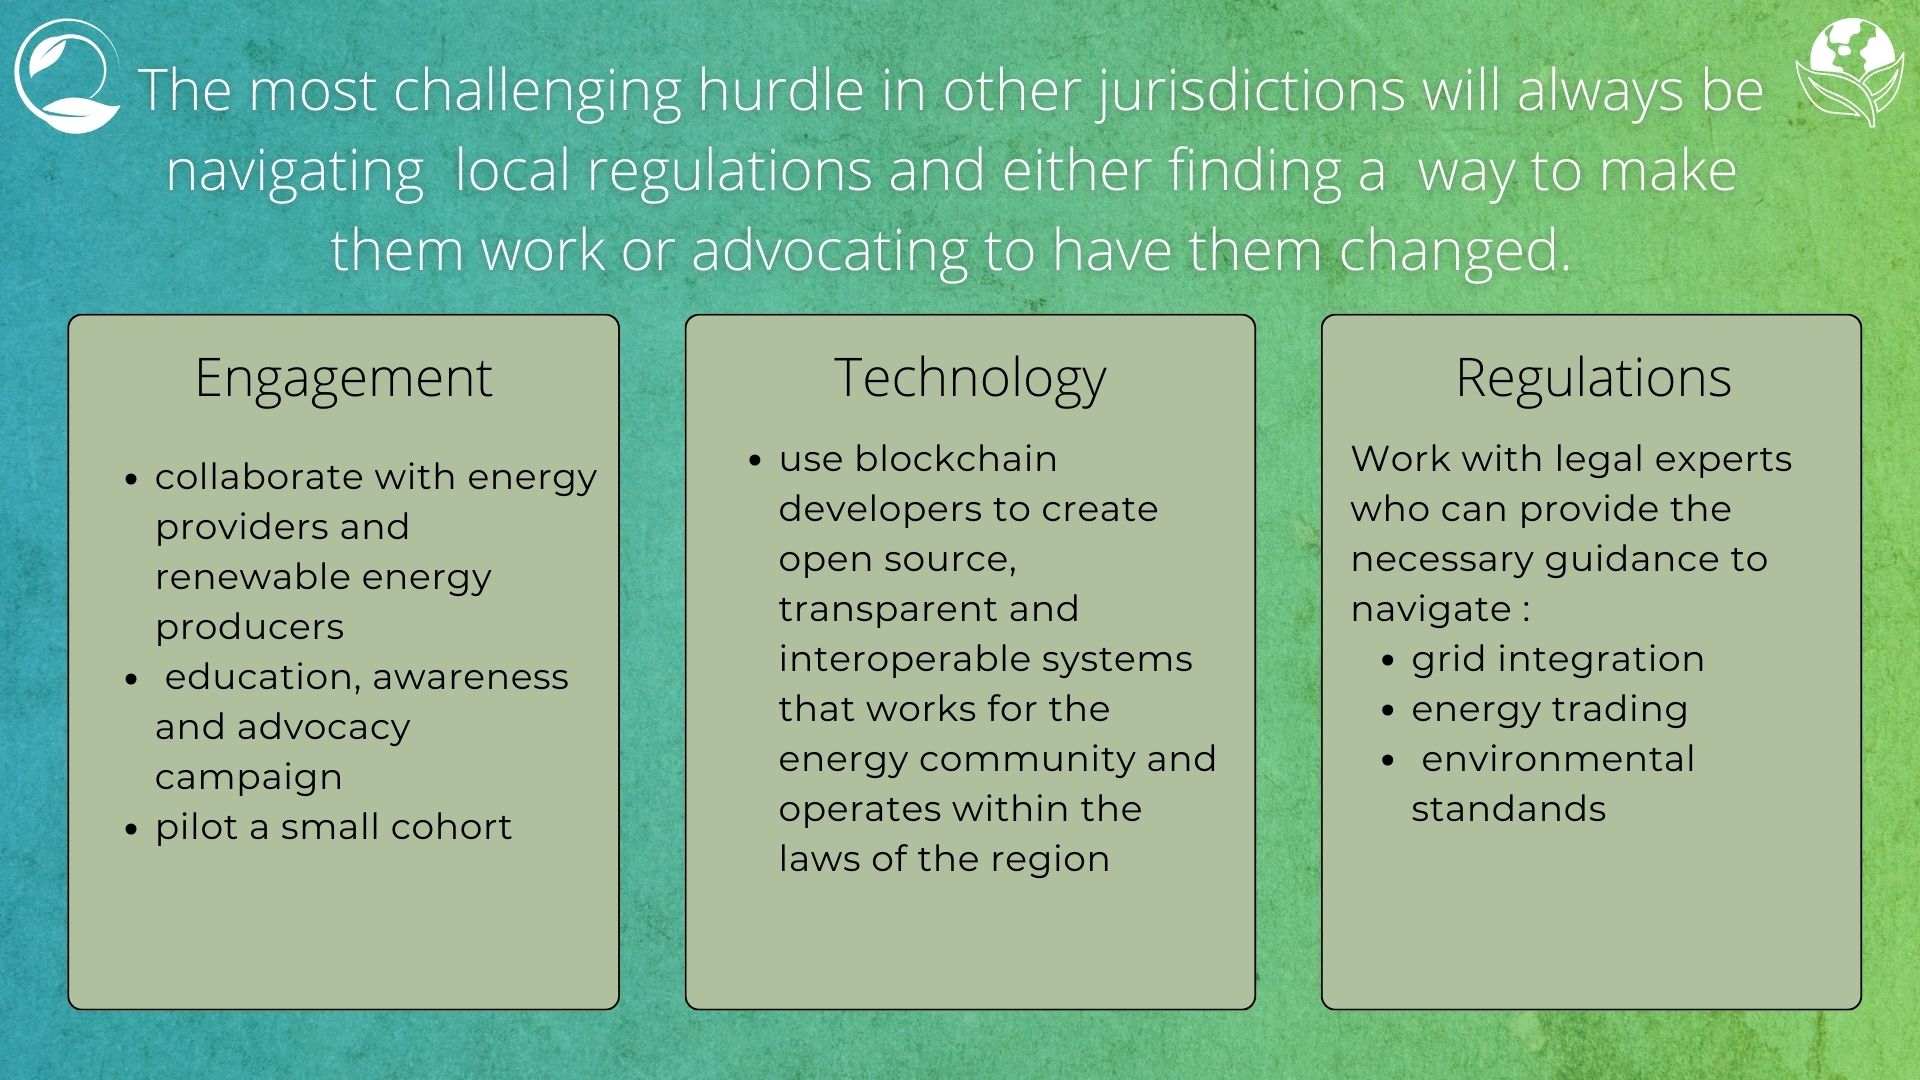 The most challenging hurdle in other jurisdictions will always be
navigating  local regulations and either finding a  way to make
them work or advocating to have them changed.
Engagement
• collaborate with energy
providers and
renewable energy
producers
•  education, awareness
and advocacy
campaign
• pilot a small cohort
Technology
• use blockchain
developers to create
open source,
transparent and
interoperable systems
that works for the
energy community and
operates within the
laws of the region
Regulations
Work with legal experts
who can provide the
necessary guidance to
navigate :
• grid integration
• energy trading
•  environmental
standands